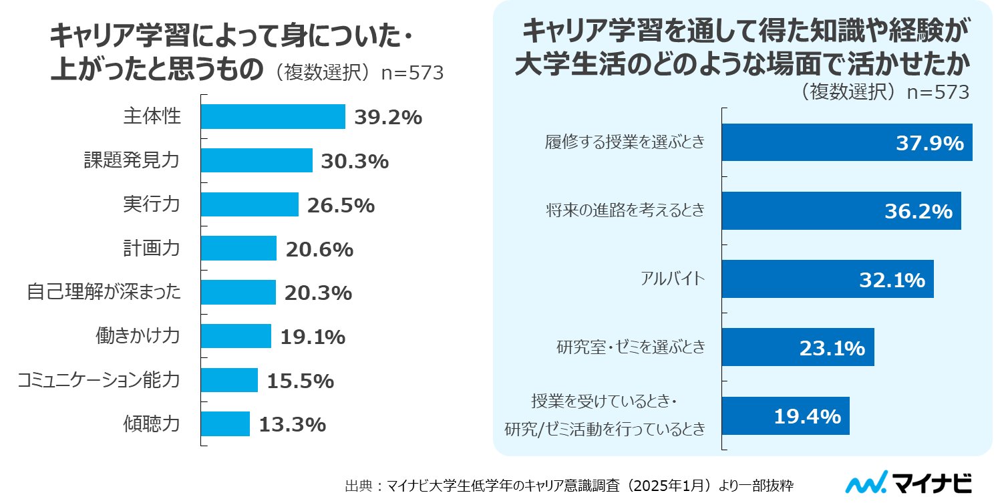 キャリア学習によって身についた・
上がったと思うもの（複数選択）n=573
主体性 39.2%
課題発見力 30.3%
実行力 26.5%
計画力 20.6%
自己理解が深まった 20.3%
働きかけ力 19.1%
コミュニケーション能力 15.5%
傾聴力 13.3%
キャリア学習を通して得た知識や経験が
大学生活のどのような場面で活かせたか
（複数選択）n=573
履修する授業を選ぶとき 37.9%
将来の進路を考えるとき 36.2%
アルバイト 32.1%
研究室・ゼミを選ぶとき 23.1%
授業を受けているとき・
研究/ゼミ活動を行っているとき 19.4%
出典：マイナビ大学生低学年のキャリア意識調査（2025年1月）より一部抜粋
マイナビ